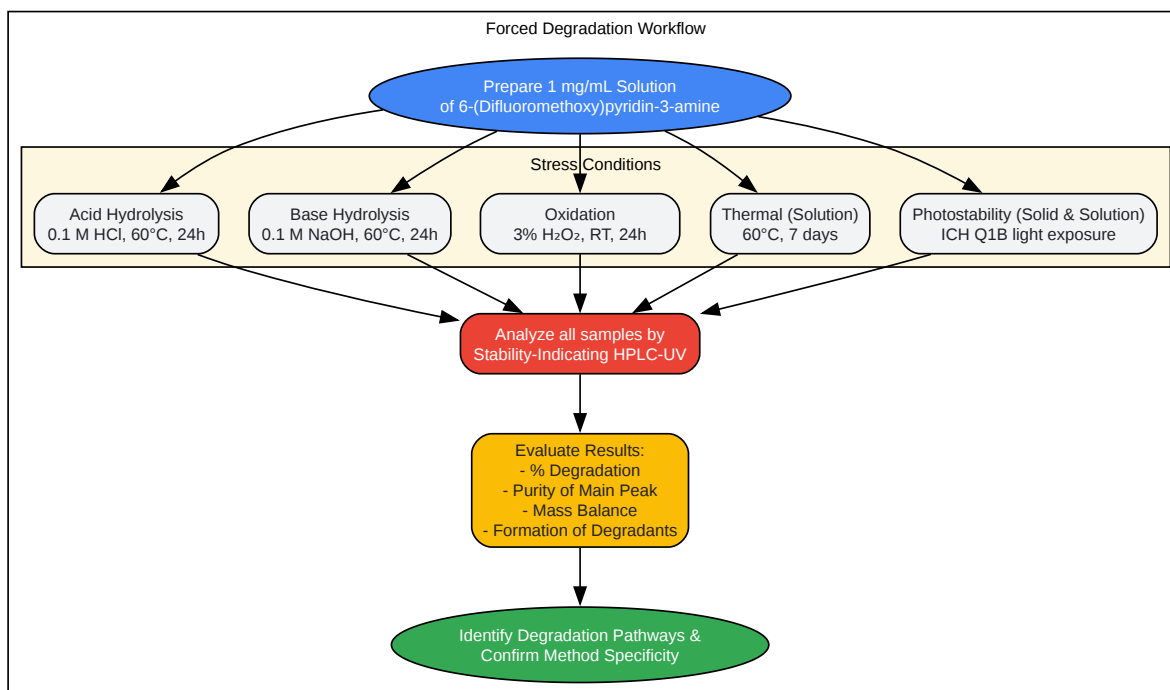 Forced Degradation Workflow
Prepare 1 mg/mL Solution
of 6-(Difluoromethoxy)pyridin-3-amine
Stress Conditions
Acid Hydrolysis
0.1 M HCl, 60°C, 24h
Base Hydrolysis
0.1 M NaOH, 60°C, 24h
Oxidation
3% H₂O₂, RT, 24h
Thermal (Solution)
60°C, 7 days
Photostability (Solid & Solution)
ICH Q1B light exposure
Analyze all samples by
Stability-Indicating HPLC-UV
Evaluate Results:
- % Degradation
- Purity of Main Peak
- Mass Balance
- Formation of Degradants
Identify Degradation Pathways &
Confirm Method Specificity